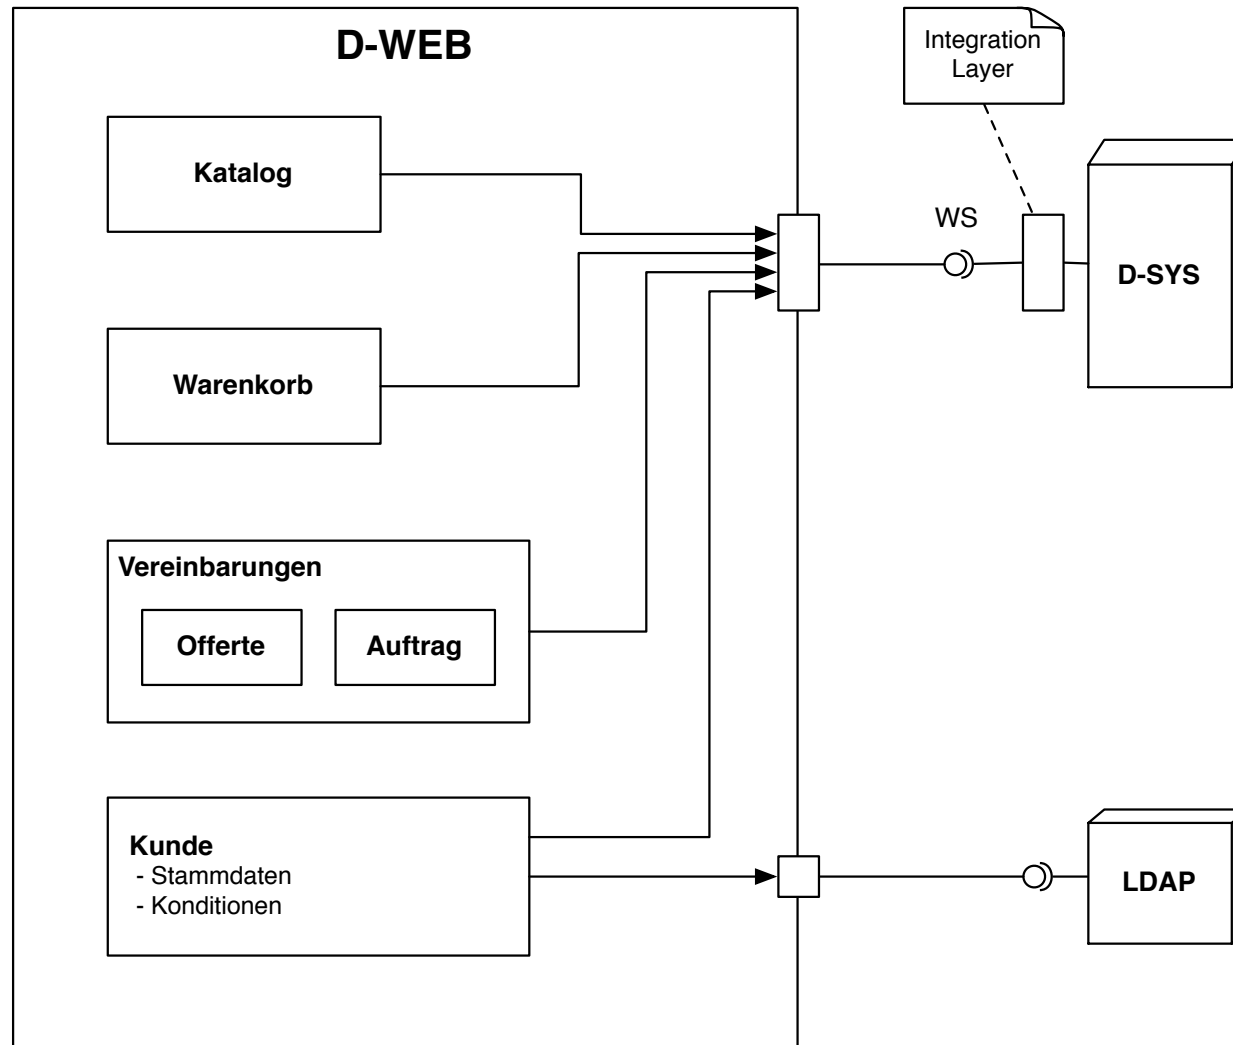 D-WEB
Integration
Layer
Katalog
WS
D-SYS
Warenkorb
Vereinbarungen
Offerte
Auftrag
Kunde
- Stammdaten
- Konditionen
LDAP